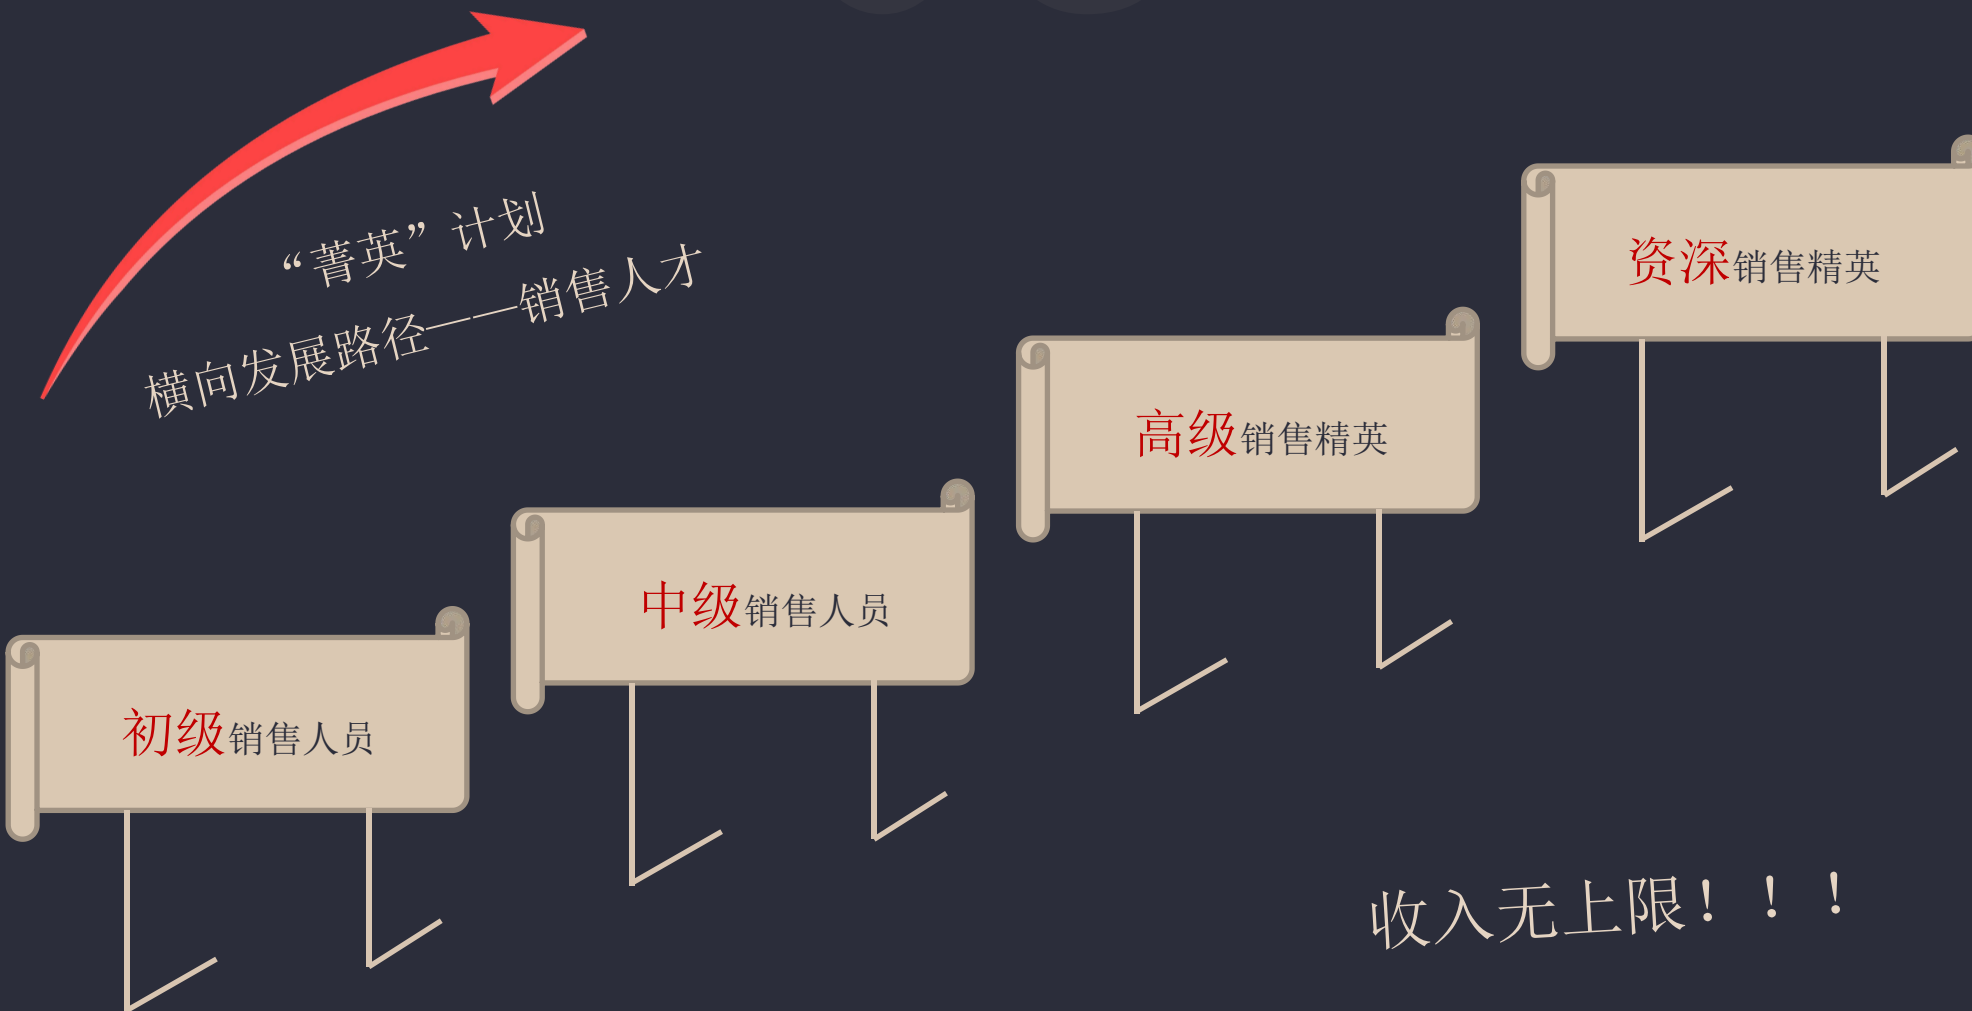 “菁英”计划
横向发展路径——销售人才
资深销售精英
高级销售精英
中级销售人员
初级销售人员
收入无上限！！！